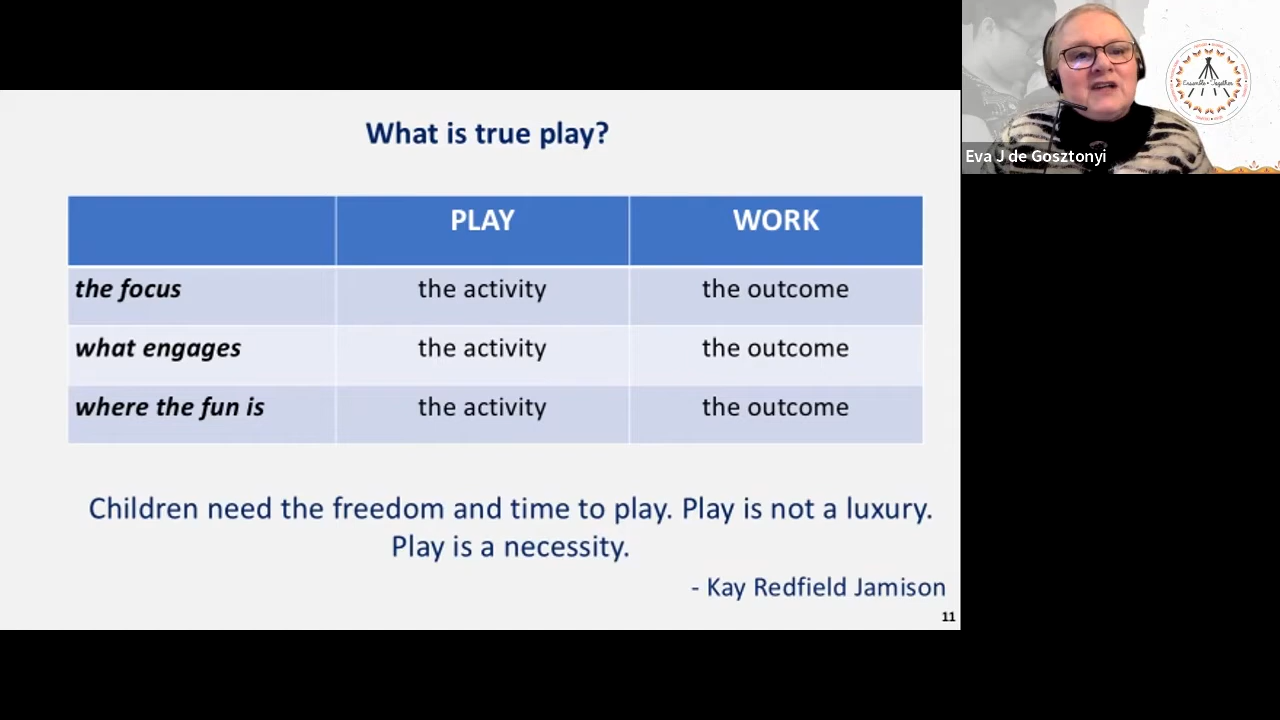 What is true play?
PLAY WORK
the focus the activity the outcome
what engages the activity the outcome
where the fun is the activity the outcome
Children need the freedom and time to play. Play is not a luxury.
Play is a necessity.
- Kay Redfield Jamison
11
Ensemble • Together
Eva J de Gosztonyi